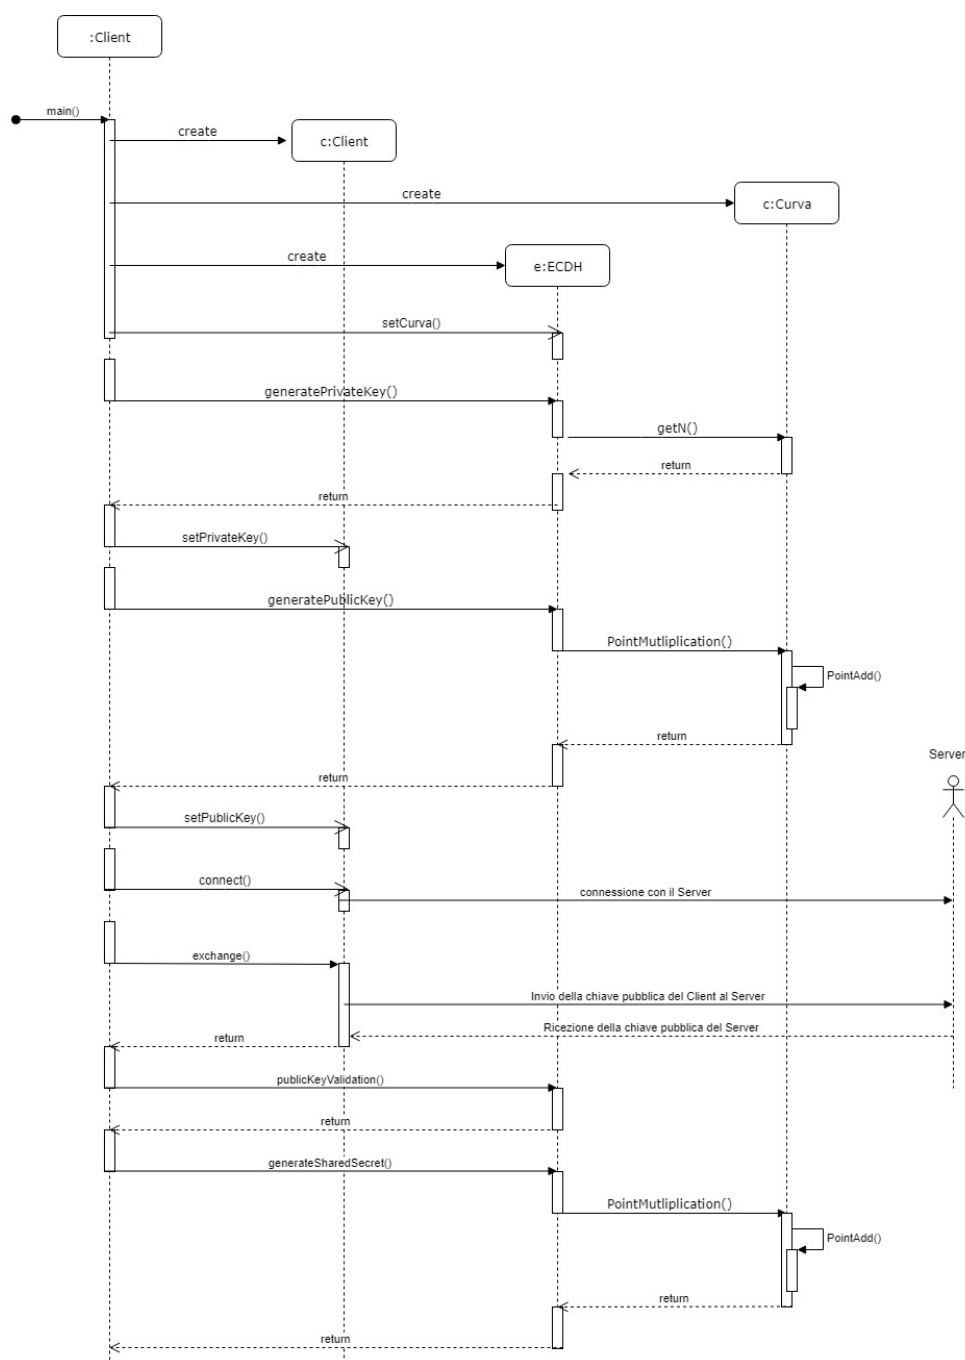 :Client
main()
create
c:Client
create
c:Curva
create
e:ECDH
setCurva()
generatePrivateKey()
getN()
return
return
setPrivateKey()
generatePublicKey()
PointMutliplication()
PointAdd()
return
Server
return
setPublicKey()
connect()
connessione con il Server
exchange()
Invio della chiave pubblica del Client al Server
Ricezione della chiave pubblica del Server
return
publicKeyValidation()
return
generateSharedSecret()
PointMutliplication()
PointAdd()
return
return